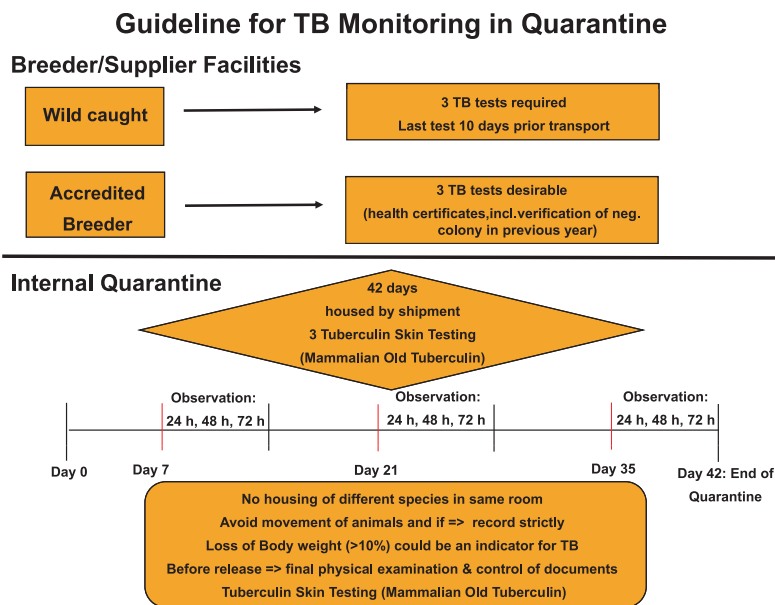 Guideline for TB Monitoring in Quarantine
Breeder/Supplier Facilities
Wild caught
3 TB tests required
Last test 10 days prior transport
Accredited
Breeder
3 TB tests desirable
(health certificates,incl.verification of neg.
colony in previous year)
Internal Quarantine
42 days
housed by shipment
3 Tuberculin Skin Testing
(Mammalian Old Tuberculin)
Observation:
24 h, 48 h, 72 h
Observation:
24 h, 48 h, 72 h
Observation:
24 h, 48 h, 72 h
Day 0
Day 7
Day 21
Day 35
Day 42: End of
Quarantine
No housing of different species in same room
Avoid movement of animals and if => record strictly
Loss of Body weight (>10%) could be an indicator for TB
Before release => final physical examination & control of documents
Tuberculin Skin Testing (Mammalian Old Tuberculin)